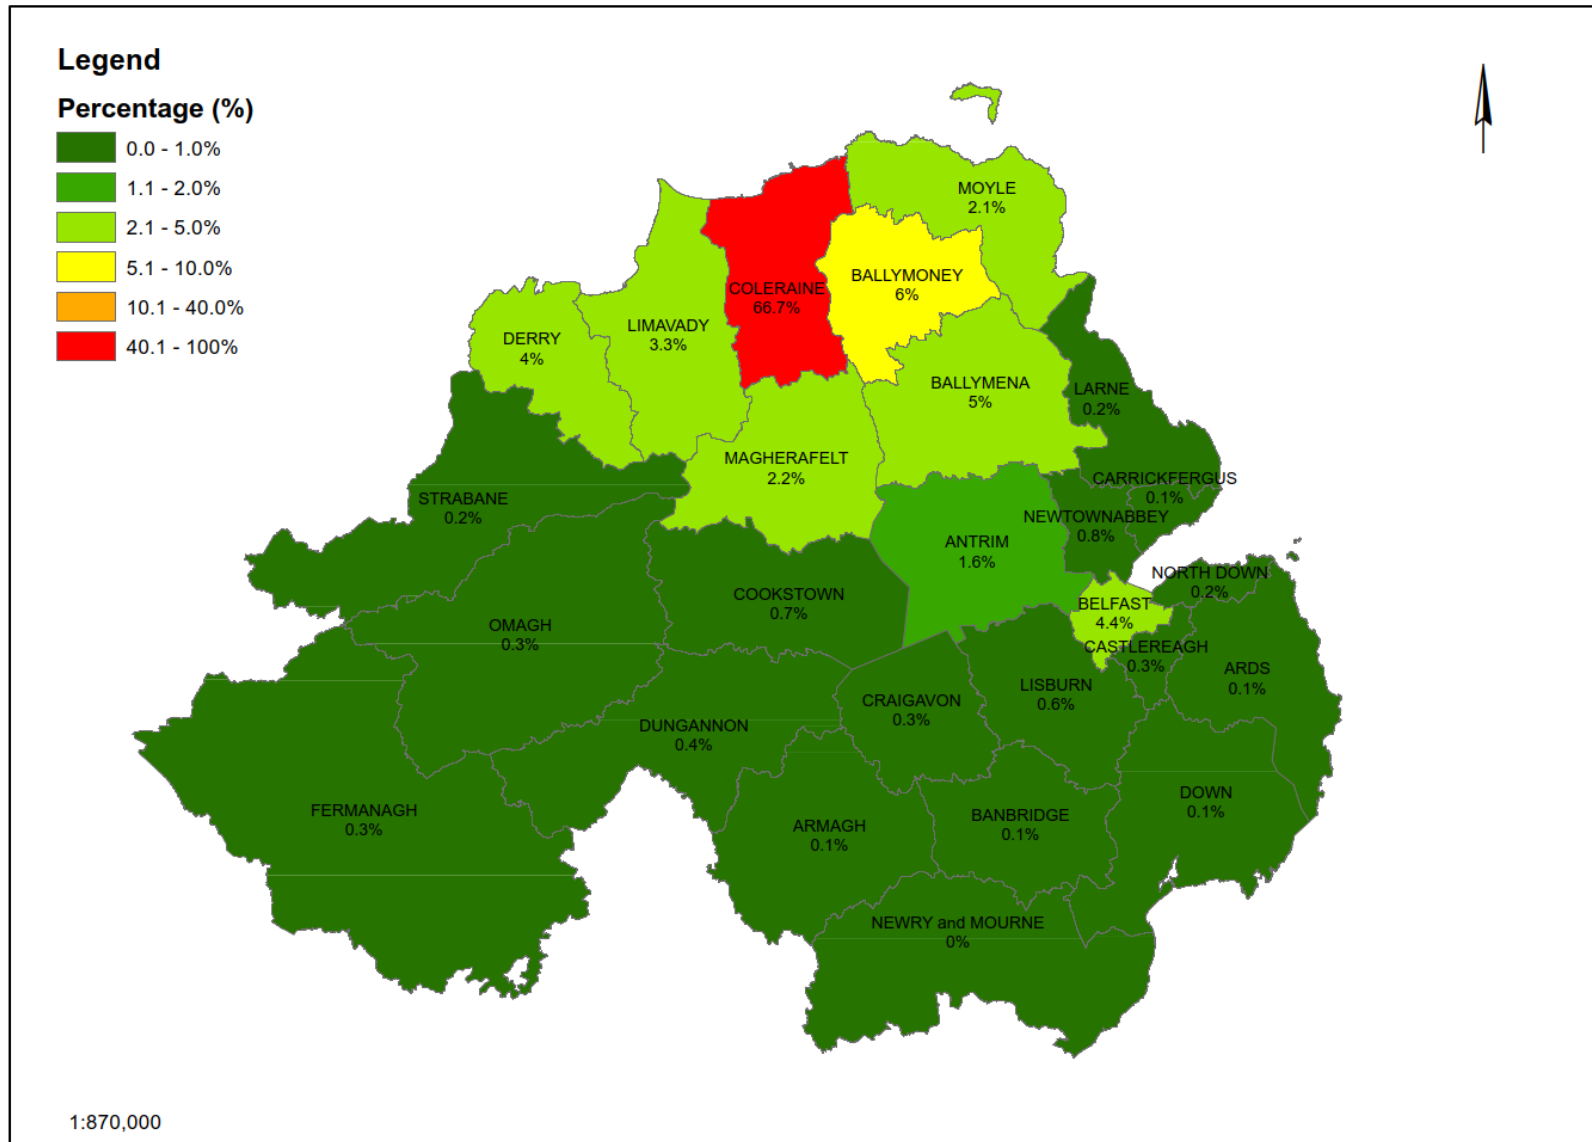 Legend
Percentage (%)
0.0 - 1.0%
1.1 - 2.0%
2.1 - 5.0%
5.1 - 10.0%
10.1 - 40.0%
40.1 - 100%
MOYLE
2.1%
COLERAINE
66.7%
BALLYMONEY
6%
LIMAVADY
3.3%
DERRY
4%
BALLYMENA
5%
LARNE
0.2%
MAGHERAFELT
2.2%
CARRICKFERGUS
0.1%
STRABANE
0.2%
NEWTOWNABBEY
0.8%
ANTRIM
1.6%
NORTH DOWN
0.2%
COOKSTOWN
0.7%
BELFAST
4.4%
OMAGH
0.3%
CASTLEREAGH
0.3%
ARDS
0.1%
LISBURN
0.6%
CRAIGAVON
0.3%
DUNGANNON
0.4%
DOWN
0.1%
FERMANAGH
0.3%
BANBRIDGE
0.1%
ARMAGH
0.1%
NEWRY and MOURNE
0%
1:870,000